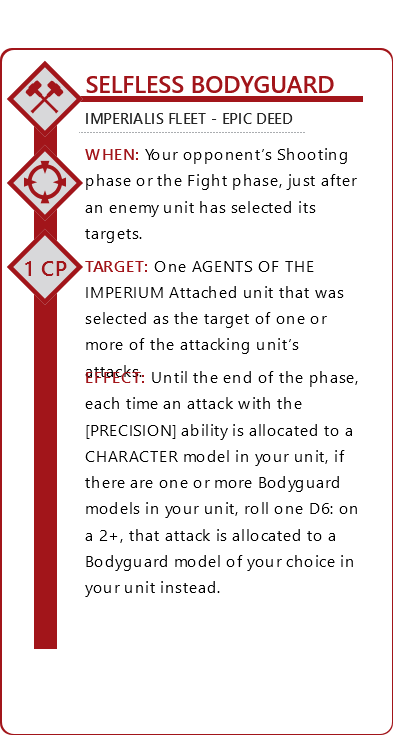 SELFLESS BODYGUARD
IMPERIALIS FLEET - EPIC DEED
WHEN: Your opponent's Shooting
phase or the Fight phase, just after
an enemy unit has selected its
targets.
1 CP
TARGET: One AGENTS OF THE
IMPERIUM Attached unit that was
selected as the target of one or
more of the attacking unit's
attacks.
EFFECT: Until the end of the phase,
each time an attack with the
[PRECISION] ability is allocated to a
CHARACTER model in your unit, if
there are one or more Bodyguard
models in your unit, roll one D6: on
a 2+, that attack is allocated to a
Bodyguard model of your choice in
your unit instead.